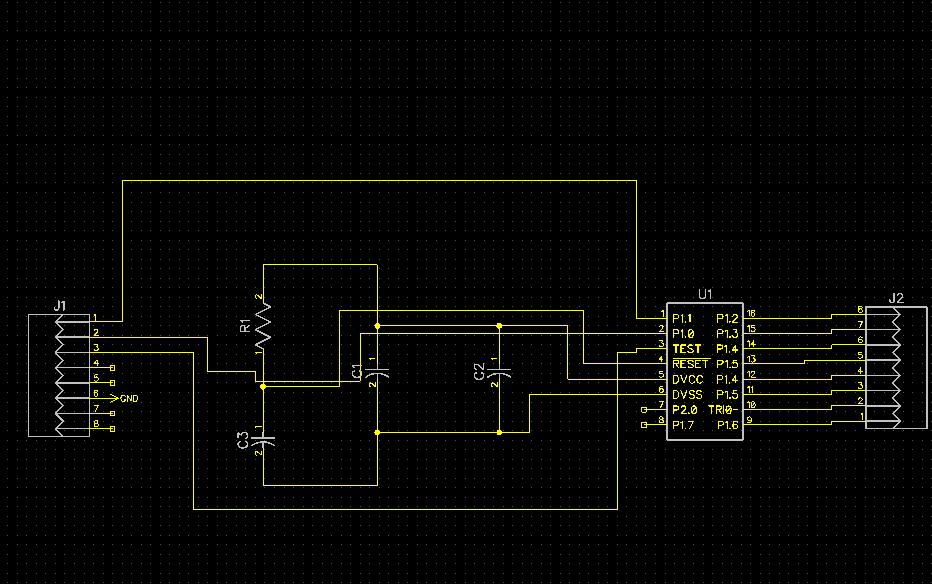 J1
1
2
3
4
5
6
7
8
GND
R1
2
1
C1
1
2
C2
1
2
C3
1
2
U1
1 P1.1 P1.2 16
2 P1.0 P1.3 15
3 TEST P1.4 14
4 RESET P1.5 13
5 DVCC P1.4 12
6 DVSS P1.5 11
7 P2.0 TRIO- 10
8 P1.7 P1.6 9
J2
8
7
6
5
4
3
2
1